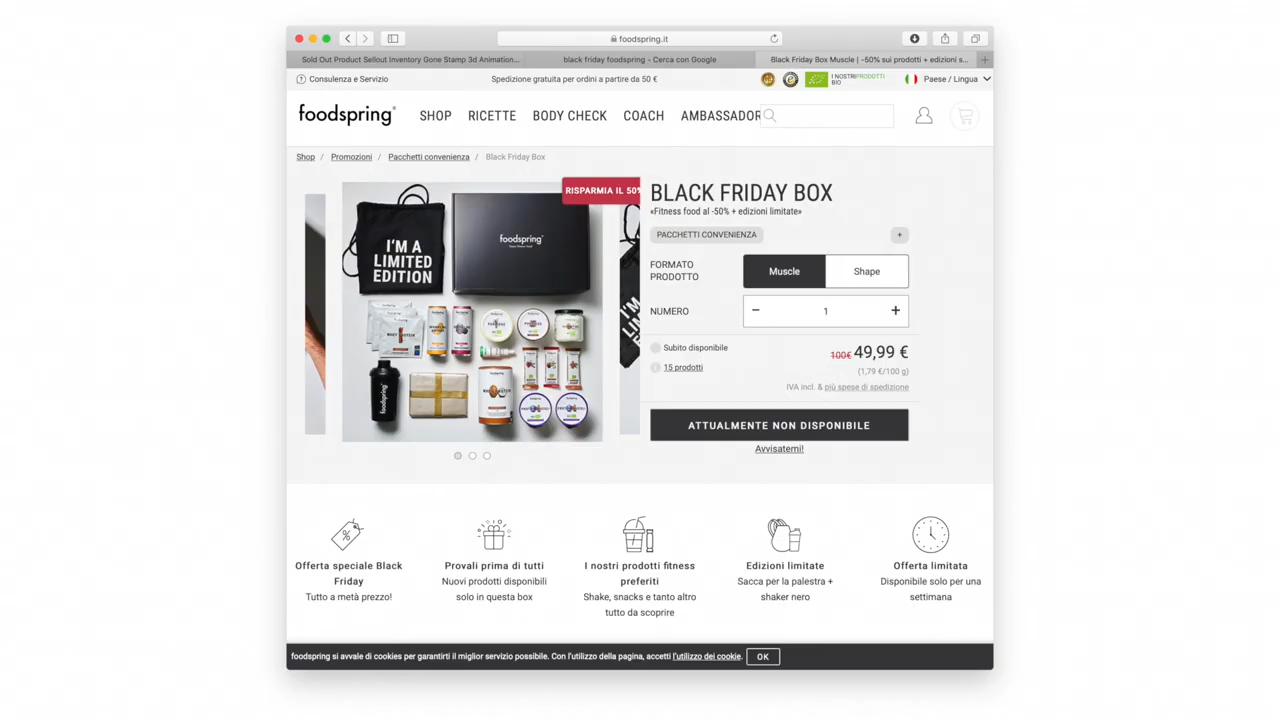 foodspring.it
Sold Out Product Sellout Inventory Gone Stamp 3d Animation...
black friday foodspring - Cerca con Google
Black Friday Box Muscle | -50% sui prodotti + edizioni s...
Consulenza e Servizio
Spedizione gratuita per ordini a partire da 50 €
I NOSTRI PRODOTTI
BIO
Paese / Lingua
foodspring®
SHOP
RICETTE
BODY CHECK
COACH
AMBASSADOR
Shop / Promozioni / Pacchetti convenienza / Black Friday Box
RISPARMIA IL 50%
I'M A
LIMITED
EDITION
foodspring
BLACK FRIDAY BOX
«Fitness food al -50% + edizioni limitate»
PACCHETTI CONVENIENZA
+
FORMATO
PRODOTTO
Muscle
Shape
NUMERO
− 1 +
Subito disponibile
15 prodotti
100€ 49,99 €
(1,79 €/100 g)
IVA incl. & più spese di spedizione
ATTUALMENTE NON DISPONIBILE
Avvisatemi!
Offerta speciale Black
Friday
Tutto a metà prezzo!
Provali prima di tutti
Nuovi prodotti disponibili
solo in questa box
I nostri prodotti fitness
preferiti
Shake, snacks e tanto altro
tutto da scoprire
Edizioni limitate
Sacca per la palestra +
shaker nero
Offerta limitata
Disponibile solo per una
settimana
foodspring si avvale di cookies per garantirti il miglior servizio possibile. Con l'utilizzo della pagina, accetti l'utilizzo dei cookie.
OK